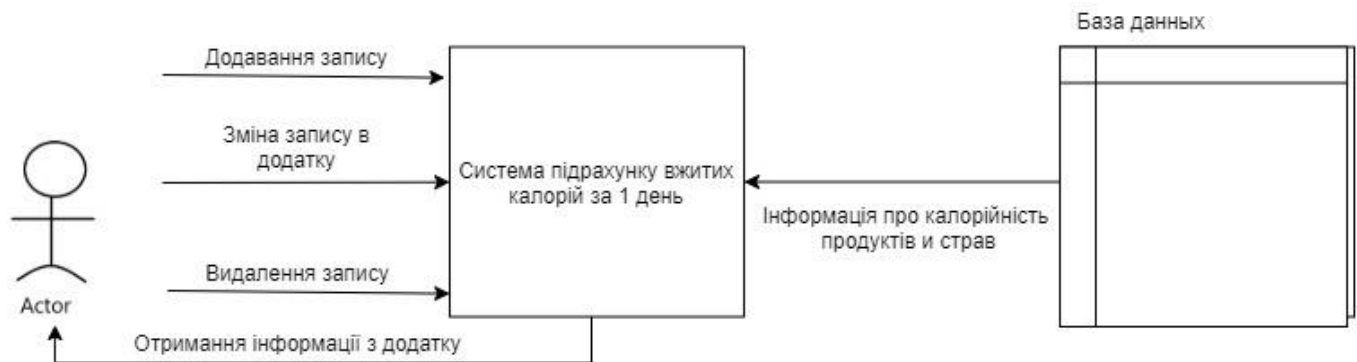 База данных
Додавання запису
Зміна запису в
додатку
Система підрахунку вжитих
калорій за 1 день
Інформація про калорійність
продуктів и страв
Видалення запису
Actor
Отримання інформації з додатку